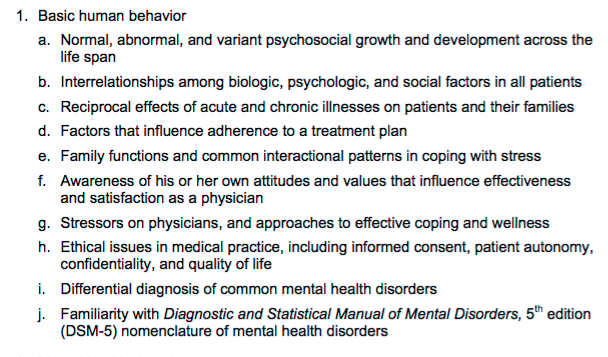 1. Basic human behavior
a. Normal, abnormal, and variant psychosocial growth and development across the
life span
b. Interrelationships among biologic, psychologic, and social factors in all patients
c. Reciprocal effects of acute and chronic illnesses on patients and their families
d. Factors that influence adherence to a treatment plan
e. Family functions and common interactional patterns in coping with stress
f. Awareness of his or her own attitudes and values that influence effectiveness
and satisfaction as a physician
g. Stressors on physicians, and approaches to effective coping and wellness
h. Ethical issues in medical practice, including informed consent, patient autonomy,
confidentiality, and quality of life
i. Differential diagnosis of common mental health disorders
j. Familiarity with Diagnostic and Statistical Manual of Mental Disorders, 5th edition
(DSM-5) nomenclature of mental health disorders